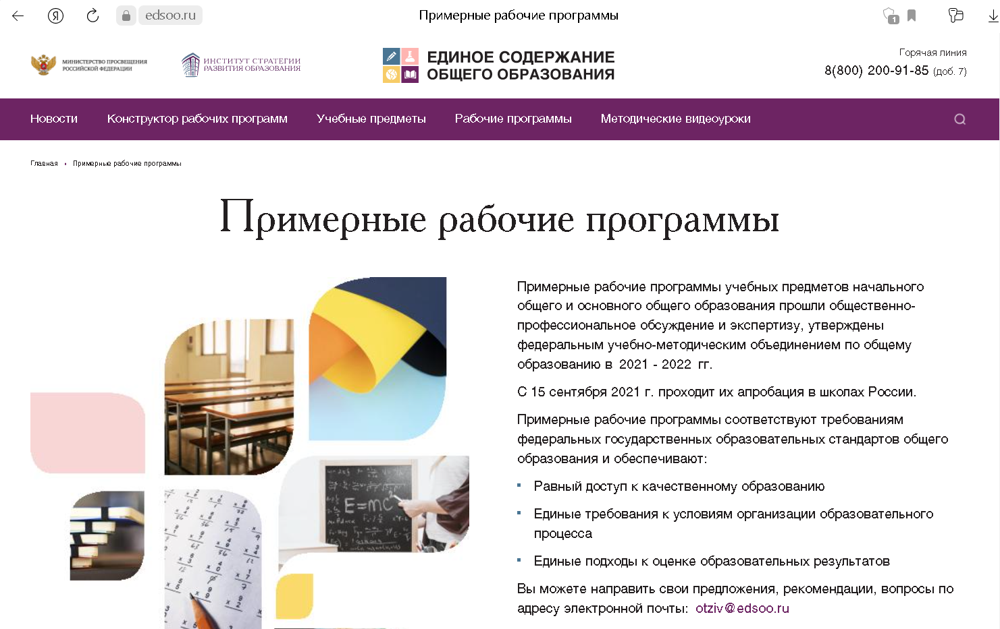 edsoo.ru
Примерные рабочие программы
1
МИНИСТЕРСТВО ПРОСВЕЩЕНИЯ
РОССИЙСКОЙ ФЕДЕРАЦИИ
ИНСТИТУТ СТРАТЕГИИ
РАЗВИТИЯ ОБРАЗОВАНИЯ
ЕДИНОЕ СОДЕРЖАНИЕ
ОБЩЕГО ОБРАЗОВАНИЯ
Горячая линия
8(800) 200-91-85 (доб. 7)
Новости Конструктор рабочих программ Учебные предметы Рабочие программы Методические видеоуроки
Главная • Примерные рабочие программы
Примерные рабочие программы
Примерные рабочие программы учебных предметов начального
общего и основного общего образования прошли общественно-
профессиональное обсуждение и экспертизу, утверждены
федеральным учебно-методическим объединением по общему
образованию в 2021 - 2022 гг.
С 15 сентября 2021 г. проходит их апробация в школах России.
Примерные рабочие программы соответствуют требованиям
федеральных государственных образовательных стандартов общего
образования и обеспечивают:
Равный доступ к качественному образованию
Единые требования к условиям организации образовательного
процесса
Единые подходы к оценке образовательных результатов
Вы можете направить свои предложения, рекомендации, вопросы по
адресу электронной почты: otziv@edsoo.ru
E=mc²